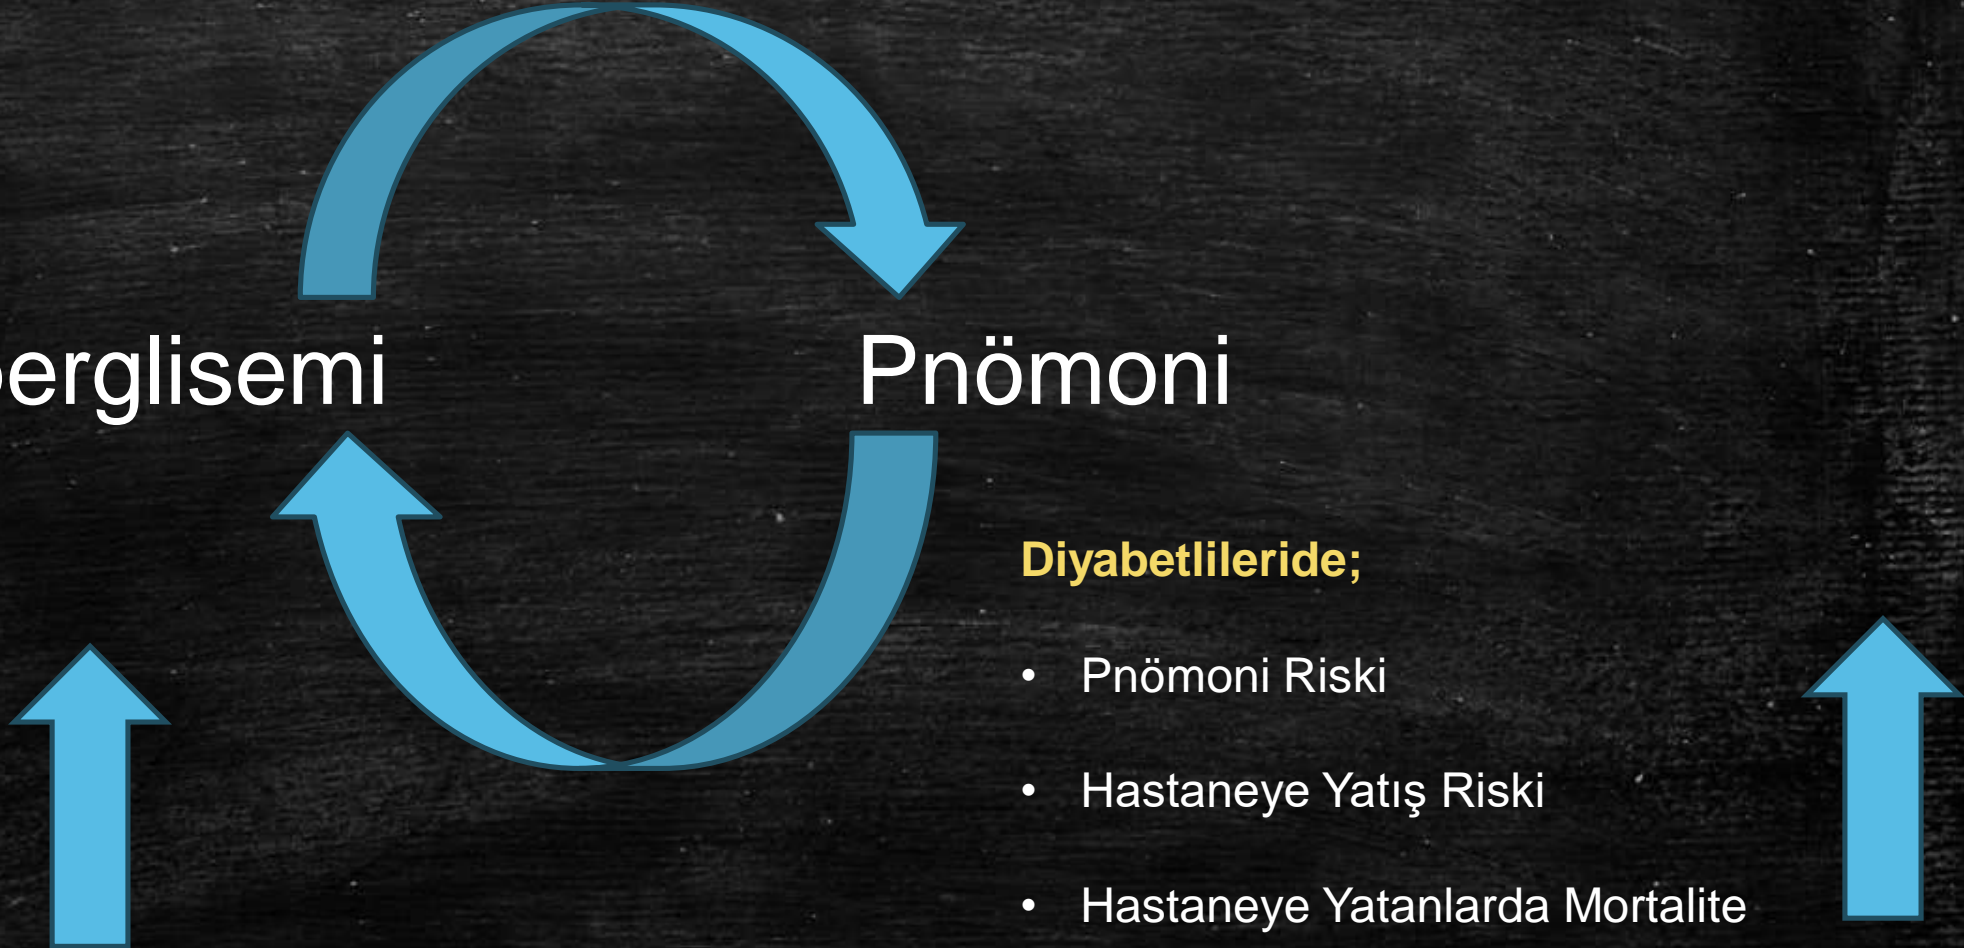 erglisemi
Pnömoni
Diyabetlileride;
• Pnömoni Riski
• Hastaneye Yatış Riski
• Hastaneye Yatanlarda Mortalite